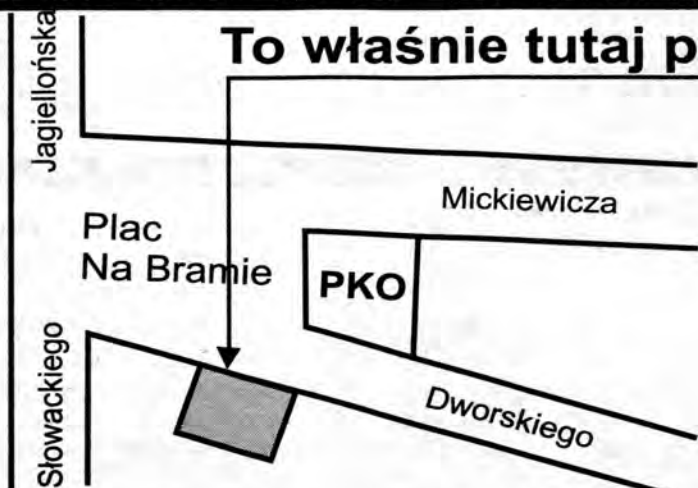 To właśnie tutaj p
Jagiellońska
Mickiewicza
Plac
Na Bramie
PKO
Słowackiego
Dworskiego